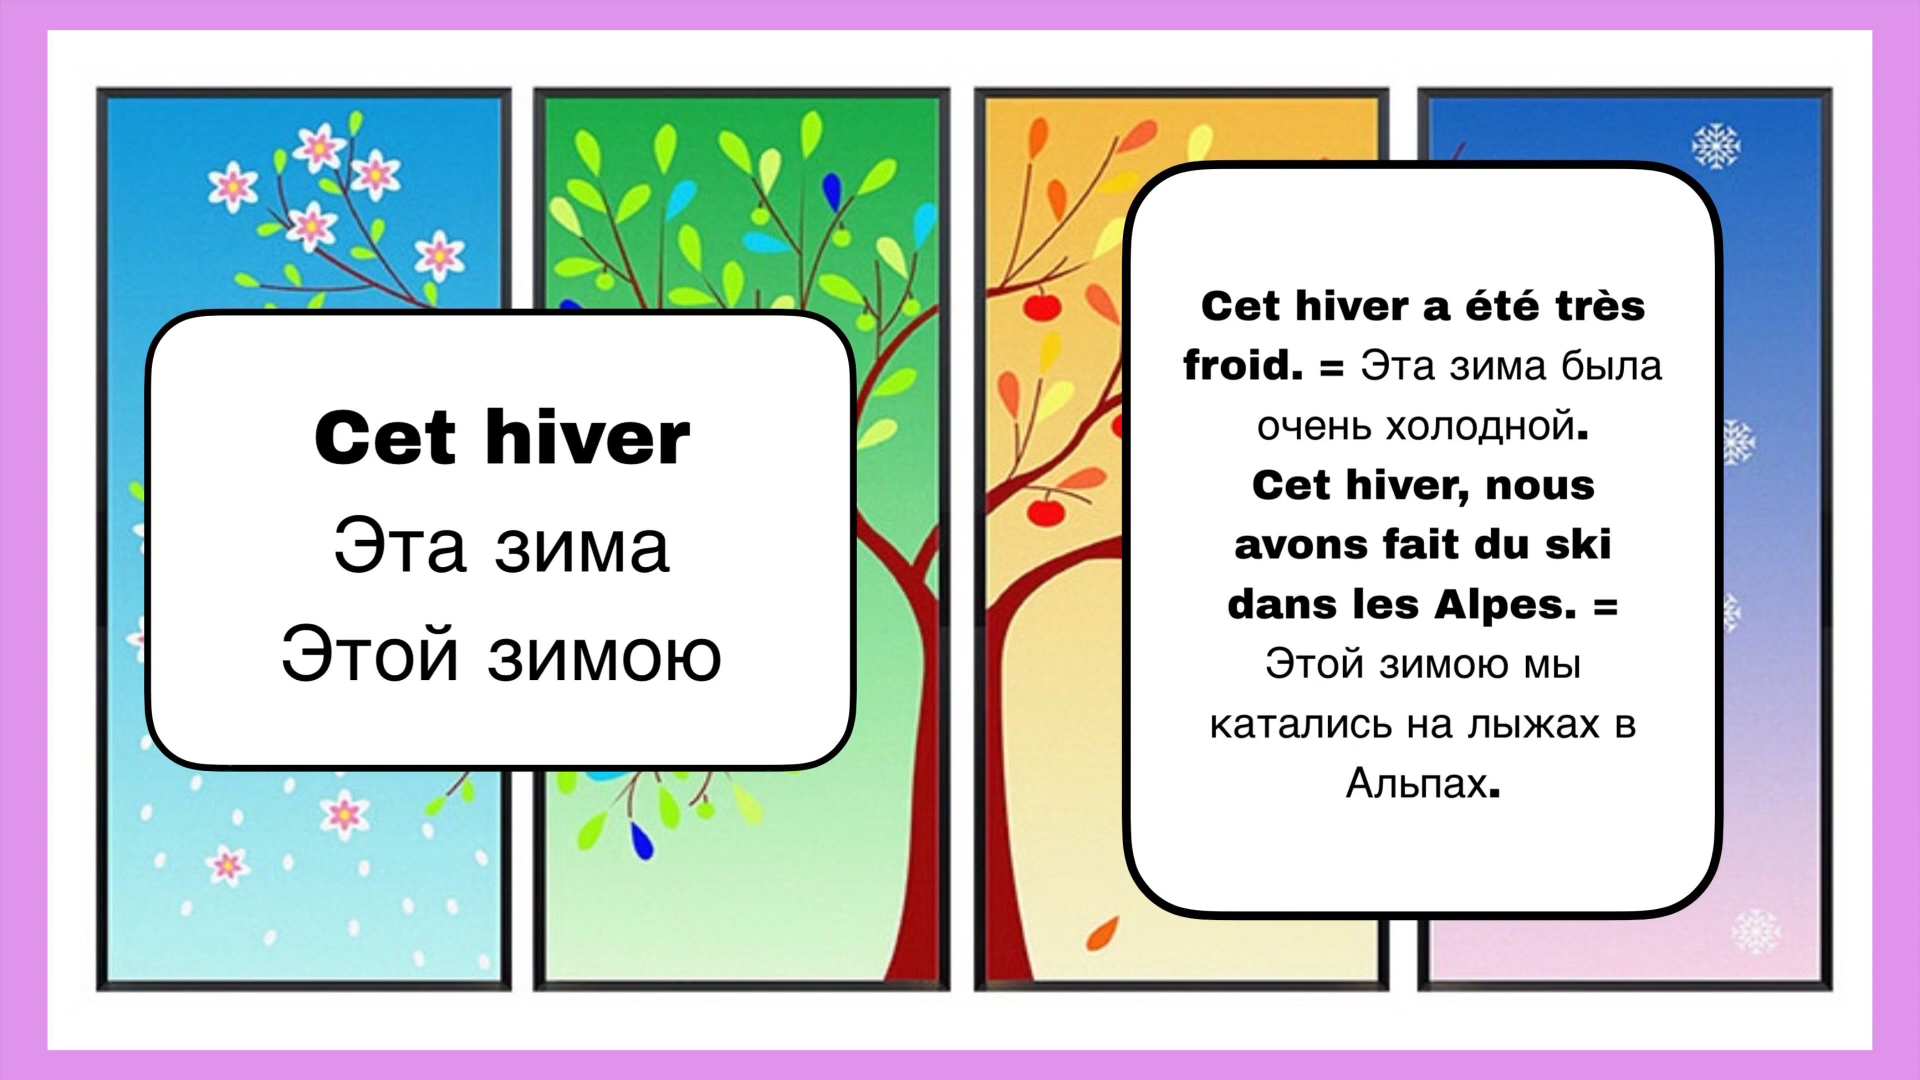 Cet hiver
Эта зима
Этой зимою
Cet hiver a été très
froid. = Эта зима была
очень холодной.
Cet hiver, nous
avons fait du ski
dans les Alpes. =
Этой зимою мы
катались на лыжах в
Альпах.